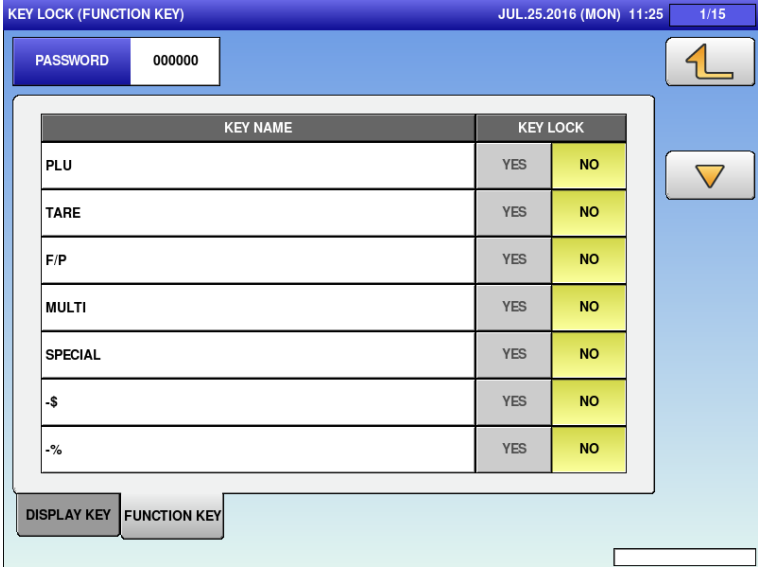 KEY LOCK (FUNCTION KEY) JUL.25.2016 (MON) 11:25 1/15
PASSWORD 000000
KEY NAME KEY LOCK
PLU YES NO
TARE YES NO
F/P YES NO
MULTI YES NO
SPECIAL YES NO
-$ YES NO
-% YES NO
DISPLAY KEY FUNCTION KEY